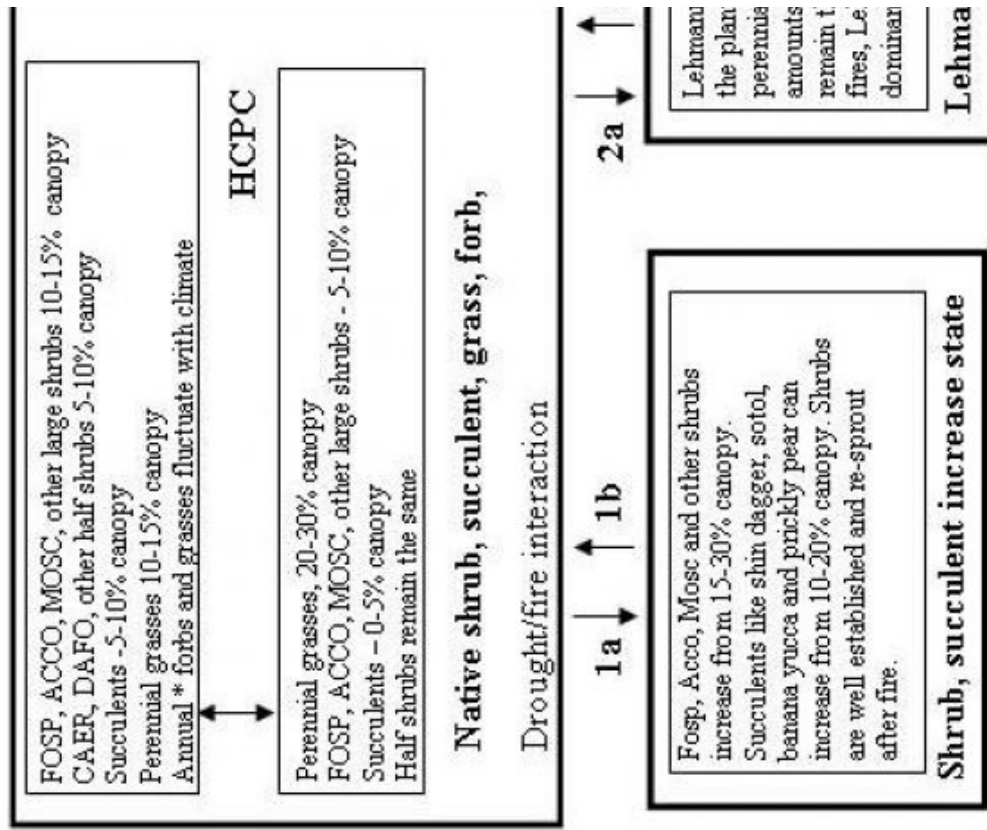 FOSP, ACCO, MOSC, other large shrubs 10-15% canopy
CAER, DAFO, other half shrubs 5-10% canopy
Succulents -5-10% canopy
Perennial grasses 10-15% canopy
Annual * forbs and grasses fluctuate with climate
HCPC
Perennial grasses, 20-30% canopy
FOSP, ACCO, MOSC, other large shrubs - 5-10% canopy
Succulents – 0-5% canopy
Half shrubs remain the same
Native shrub, succulent, grass, forb,
Drought/fire interaction
1a
1b
2a
Fosp, Acco, Mosc and other shrubs
increase from 15-30% canopy.
Succulents like shin dagger, sotol,
banana yucca and prickly pear can
increase from 10-20% canopy. Shrubs
are well established and re-sprout
after fire.
Shrub, succulent increase state
the plan
amounts
remain t
fires, Le